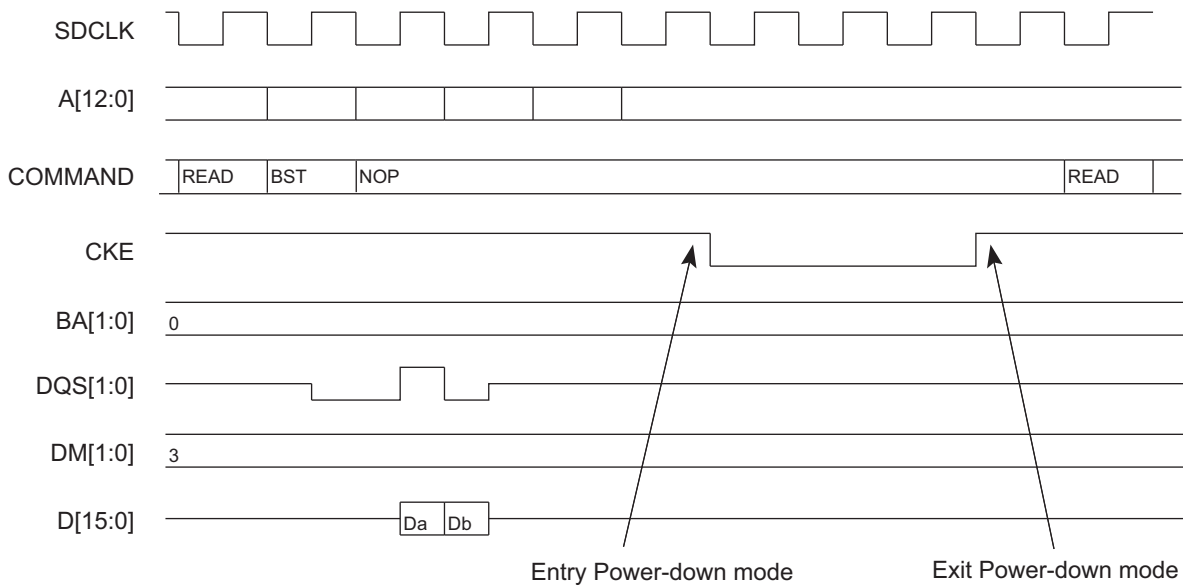 SDCLK
A[12:0]
COMMAND READ BST NOP READ
CKE
BA[1:0] 0
DQS[1:0]
DM[1:0] 3
D[15:0] Da Db
Entry Power-down mode Exit Power-down mode